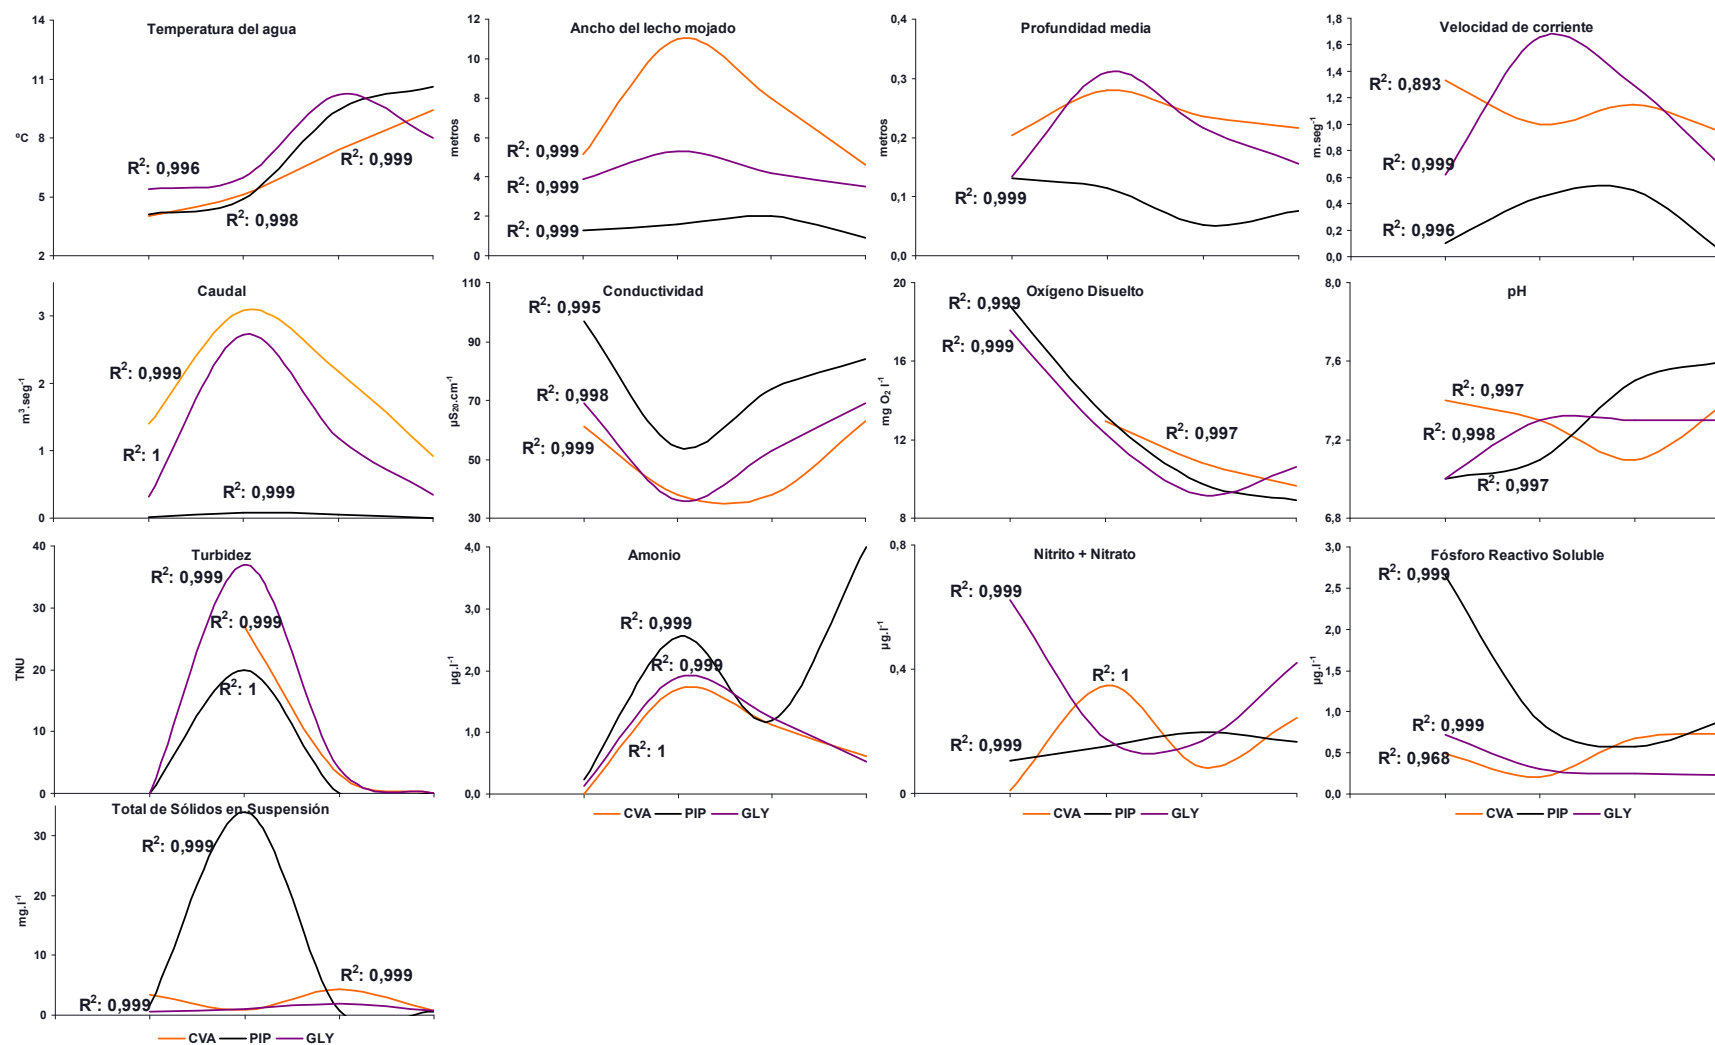 Temperatura del agua
14
11
8
5
2
ºC
R²: 0,996
R²: 0,999
R²: 0,998
Ancho del lecho mojado
12
10
8
6
4
2
0
metros
R²: 0,999
R²: 0,999
R²: 0,999
Profundidad media
0,4
0,3
0,2
0,1
0,0
metros
R²: 0,999
Velocidad de corriente
1,8
1,6
1,4
1,2
1,0
0,8
0,6
0,4
0,2
0,0
m.seg⁻¹
R²: 0,893
R²: 0,999
R²: 0,996
Caudal
3
2
1
0
m³.seg⁻¹
R²: 0,999
R²: 1
R²: 0,999
Conductividad
110
90
70
50
30
µS₂₀.cm⁻¹
R²: 0,995
R²: 0,998
R²: 0,999
Oxígeno Disuelto
20
16
12
8
mg O₂ l⁻¹
R²: 0,999
R²: 0,999
R²: 0,997
pH
8,0
7,6
7,2
6,8
R²: 0,997
R²: 0,998
R²: 0,997
Turbidez
40
30
20
10
0
TNU
R²: 0,999
R²: 0,999
R²: 1
Amonio
4,0
3,0
2,0
1,0
0,0
µg.l⁻¹
R²: 0,999
R²: 0,999
R²: 1
CVA PIP GLY
Nitrito + Nitrato
0,8
0,4
0
µg.l⁻¹
R²: 0,999
R²: 1
R²: 0,999
Fósforo Reactivo Soluble
3,0
2,5
2,0
1,5
1,0
0,5
0,0
µg.l⁻¹
R²: 0,999
R²: 0,999
R²: 0,968
CVA PIP GLY
Total de Sólidos en Suspensión
30
20
10
0
mg.l⁻¹
R²: 0,999
R²: 0,999
R²: 0,999
CVA PIP GLY